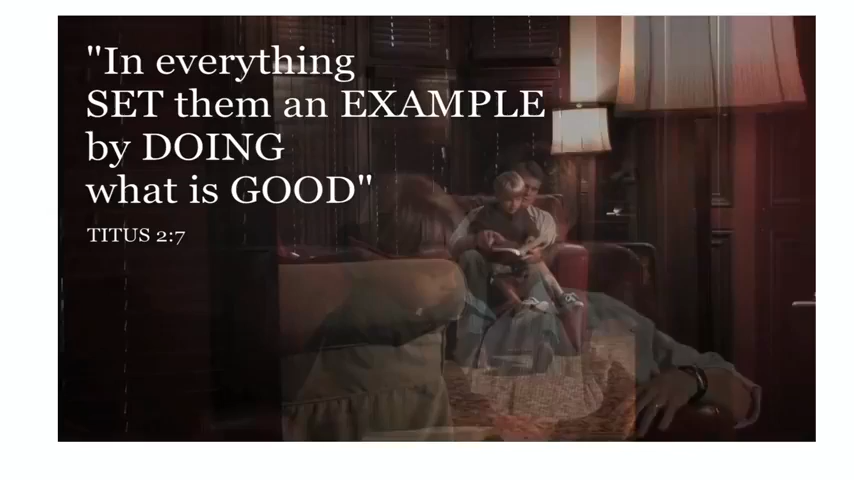 "In everything
SET them an EXAMPLE
by DOING
what is GOOD"
TITUS 2:7